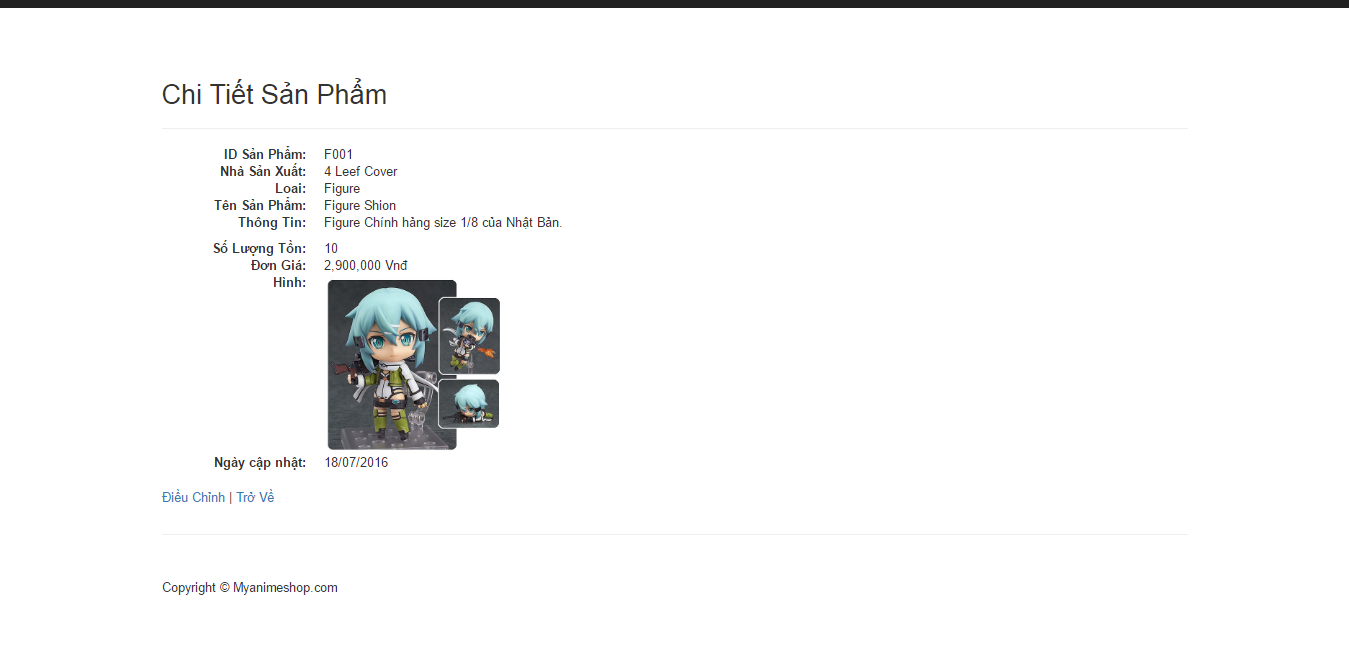 Chi Tiết Sản Phẩm
ID Sản Phẩm: F001
Nhà Sản Xuất: 4 Leef Cover
Loai: Figure
Tên Sản Phẩm: Figure Shion
Thông Tin: Figure Chính hảng size 1/8 của Nhật Bản.
Số Lượng Tồn: 10
Đơn Giá: 2,900,000 Vnđ
Hình:
Ngày cập nhật: 18/07/2016
Điều Chỉnh | Trở Về
Copyright © Myanimeshop.com